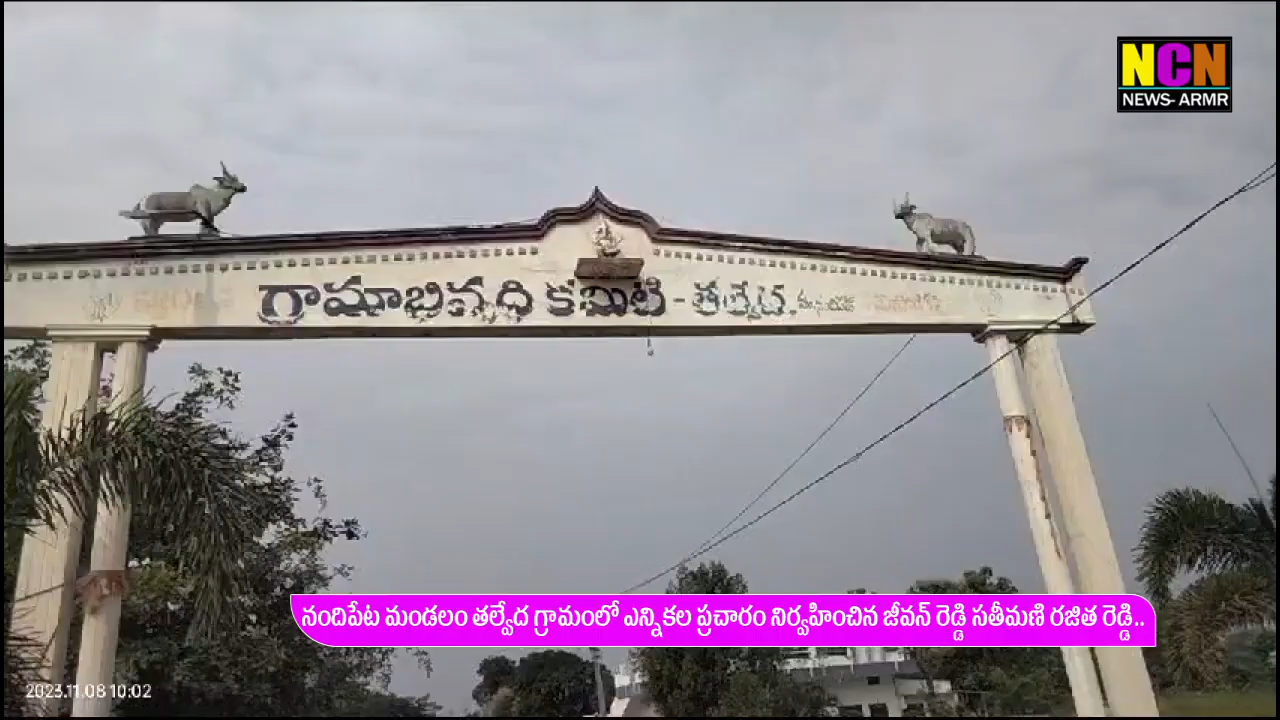 NCN
NEWS- ARMR
గ్రామాభివృద్ధి కమిటి - తల్వేద,
నందిపేట మండలం తల్వేద గ్రామంలో ఎన్నికల ప్రచారం నిర్వహించిన జీవన్ రెడ్డి సతీమణి రజిత రెడ్డి..
2023.11.08 10:02